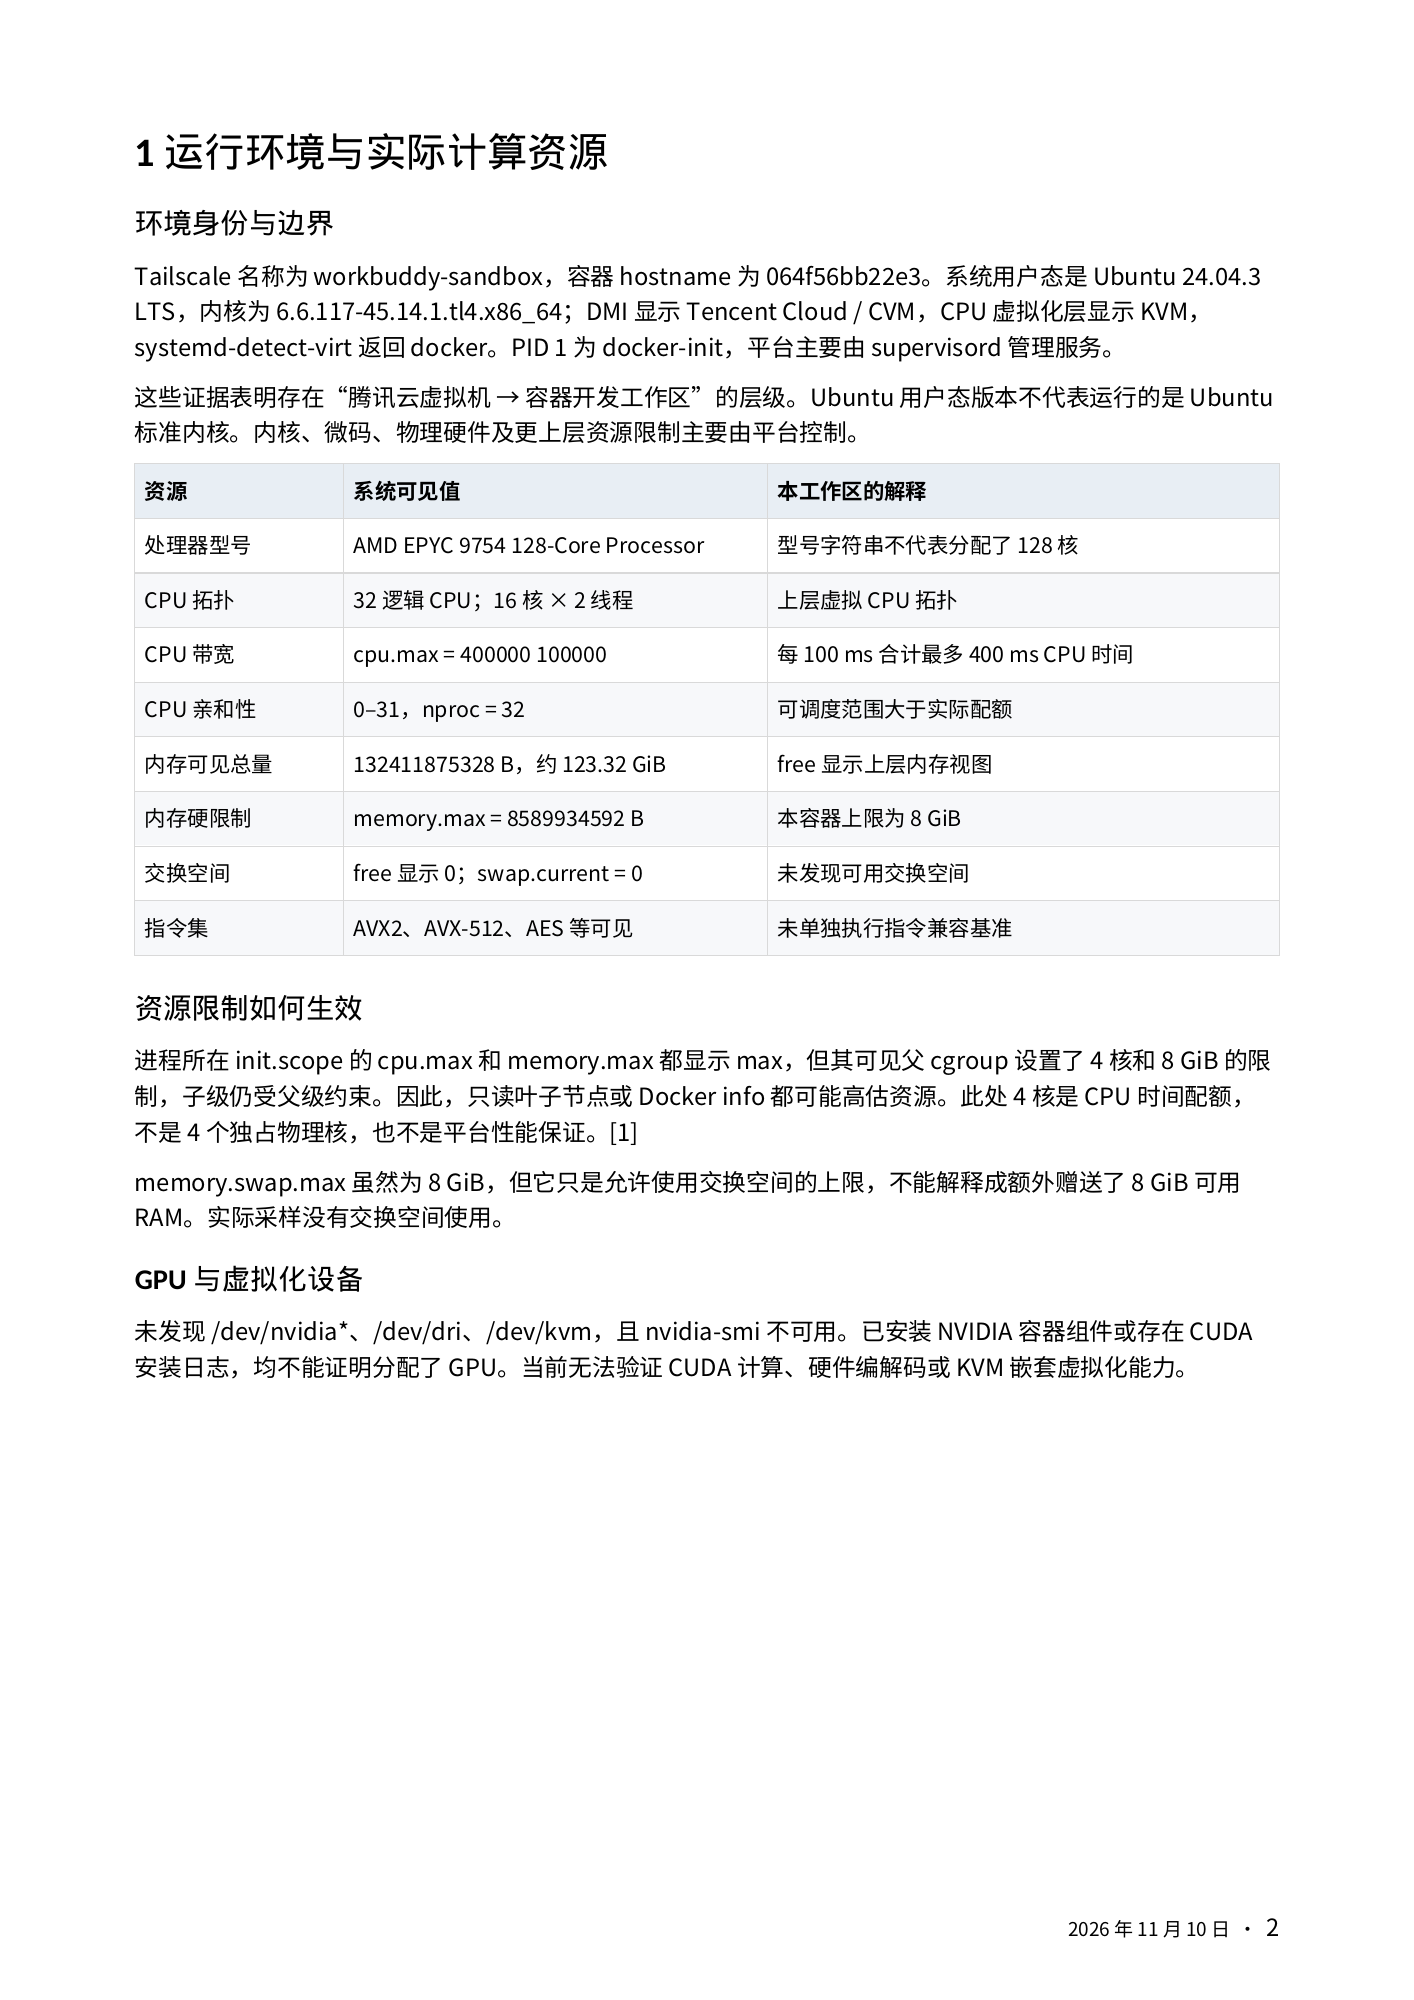 1 运行环境与实际计算资源
环境身份与边界
Tailscale 名称为 workbuddy-sandbox，容器 hostname 为 064f56bb22e3。系统用户态是 Ubuntu 24.04.3
LTS，内核为 6.6.117-45.14.1.tl4.x86_64；DMI 显示 Tencent Cloud / CVM，CPU 虚拟化层显示 KVM，
systemd-detect-virt 返回 docker。PID 1 为 docker-init，平台主要由 supervisord 管理服务。
这些证据表明存在“腾讯云虚拟机 → 容器开发工作区”的层级。Ubuntu 用户态版本不代表运行的是 Ubuntu
标准内核。内核、微码、物理硬件及更上层资源限制主要由平台控制。
资源 系统可见值 本工作区的解释
处理器型号 AMD EPYC 9754 128-Core Processor 型号字符串不代表分配了 128 核
CPU 拓扑 32 逻辑 CPU；16 核 × 2 线程 上层虚拟 CPU 拓扑
CPU 带宽 cpu.max = 400000 100000 每 100 ms 合计最多 400 ms CPU 时间
CPU 亲和性 0–31，nproc = 32 可调度范围大于实际配额
内存可见总量 132411875328 B，约 123.32 GiB free 显示上层内存视图
内存硬限制 memory.max = 8589934592 B 本容器上限为 8 GiB
交换空间 free 显示 0；swap.current = 0 未发现可用交换空间
指令集 AVX2、AVX-512、AES 等可见 未单独执行指令兼容基准
资源限制如何生效
进程所在 init.scope 的 cpu.max 和 memory.max 都显示 max，但其可见父 cgroup 设置了 4 核和 8 GiB 的限
制，子级仍受父级约束。因此，只读叶子节点或 Docker info 都可能高估资源。此处 4 核是 CPU 时间配额，
不是 4 个独占物理核，也不是平台性能保证。[1]
memory.swap.max 虽然为 8 GiB，但它只是允许使用交换空间的上限，不能解释成额外赠送了 8 GiB 可用
RAM。实际采样没有交换空间使用。
GPU 与虚拟化设备
未发现 /dev/nvidia*、/dev/dri、/dev/kvm，且 nvidia-smi 不可用。已安装 NVIDIA 容器组件或存在 CUDA
安装日志，均不能证明分配了 GPU。当前无法验证 CUDA 计算、硬件编解码或 KVM 嵌套虚拟化能力。
2026 年 11 月 10 日 · 2